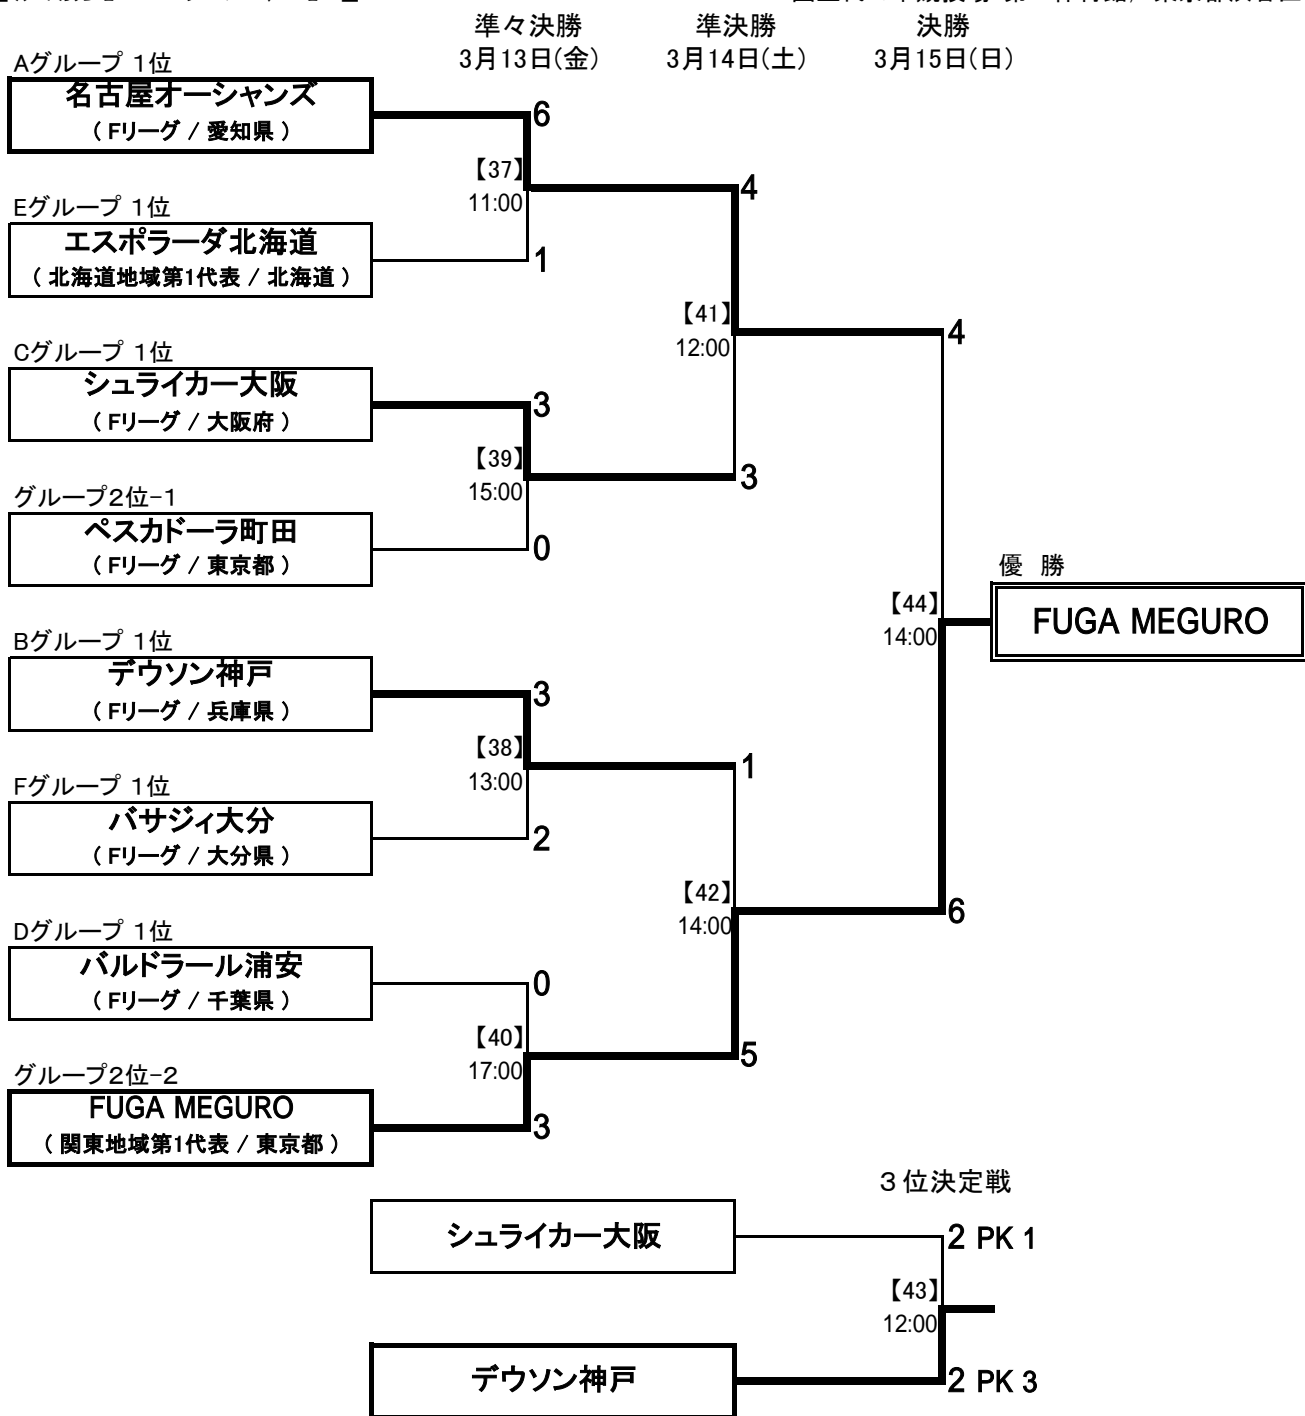 準々決勝 準決勝 決勝
3月13日(金) 3月14日(土) 3月15日(日)
Aグループ 1位
名古屋オーシャンズ
( Fリーグ / 愛知県 )
6
【37】
11:00
4
Eグループ 1位
エスポラーダ北海道
( 北海道地域第1代表 / 北海道 )
1
【41】
12:00
4
Cグループ 1位
シュライカー大阪
( Fリーグ / 大阪府 )
3
【39】
15:00
3
グループ2位-1
ペスカドーラ町田
( Fリーグ / 東京都 )
0
優 勝
【44】
14:00
FUGA MEGURO
Bグループ 1位
デウソン神戸
( Fリーグ / 兵庫県 )
3
【38】
13:00
1
Fグループ 1位
バサジィ大分
( Fリーグ / 大分県 )
2
【42】
14:00
6
Dグループ 1位
バルドラール浦安
( Fリーグ / 千葉県 )
0
【40】
17:00
5
グループ2位-2
FUGA MEGURO
( 関東地域第1代表 / 東京都 )
3
3位決定戦
シュライカー大阪
2 PK 1
【43】
12:00
デウソン神戸
2 PK 3